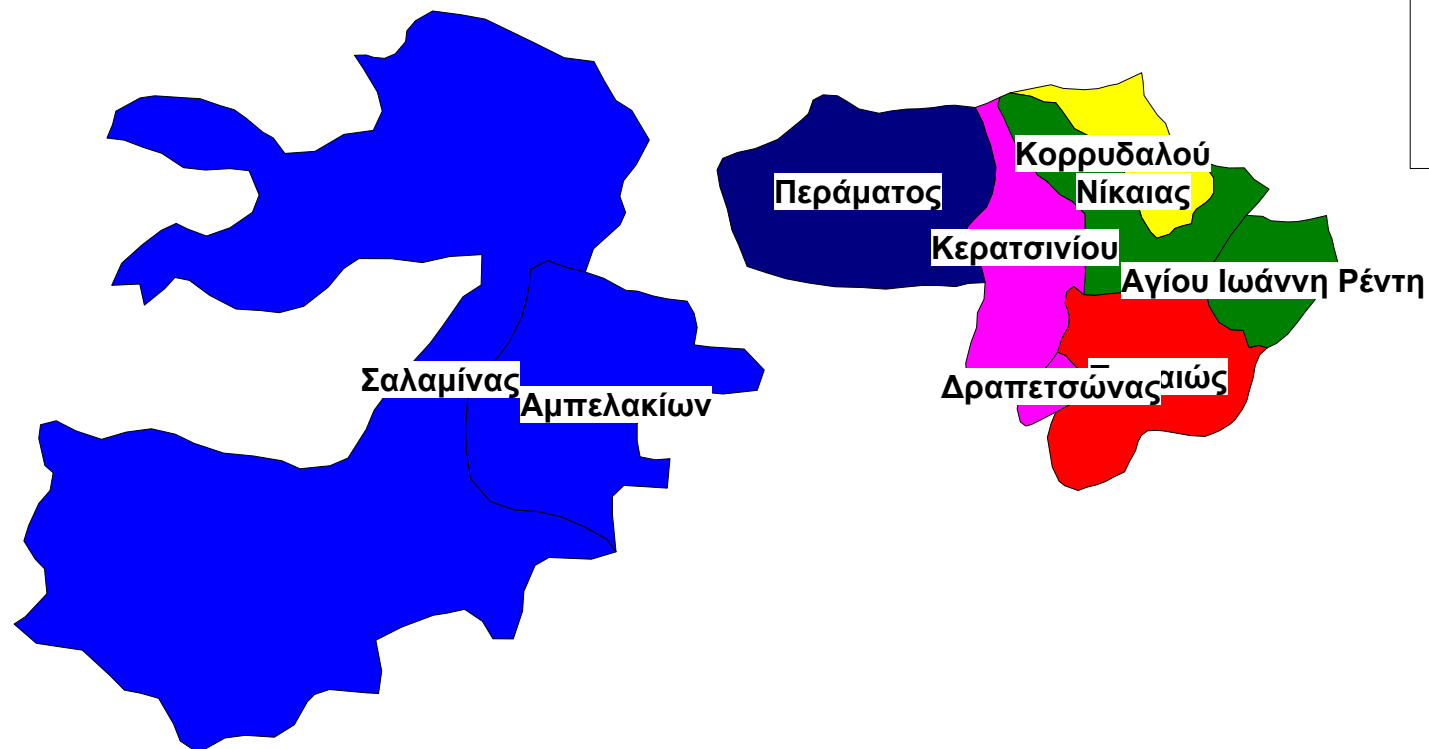 Κορρυδαλού
Περάματος
Νίκαιας
Κερατσινίου
Αγίου Ιωάννη Ρέντη
Σαλαμίνας
Δραπετσώνας
Αμπελακίων